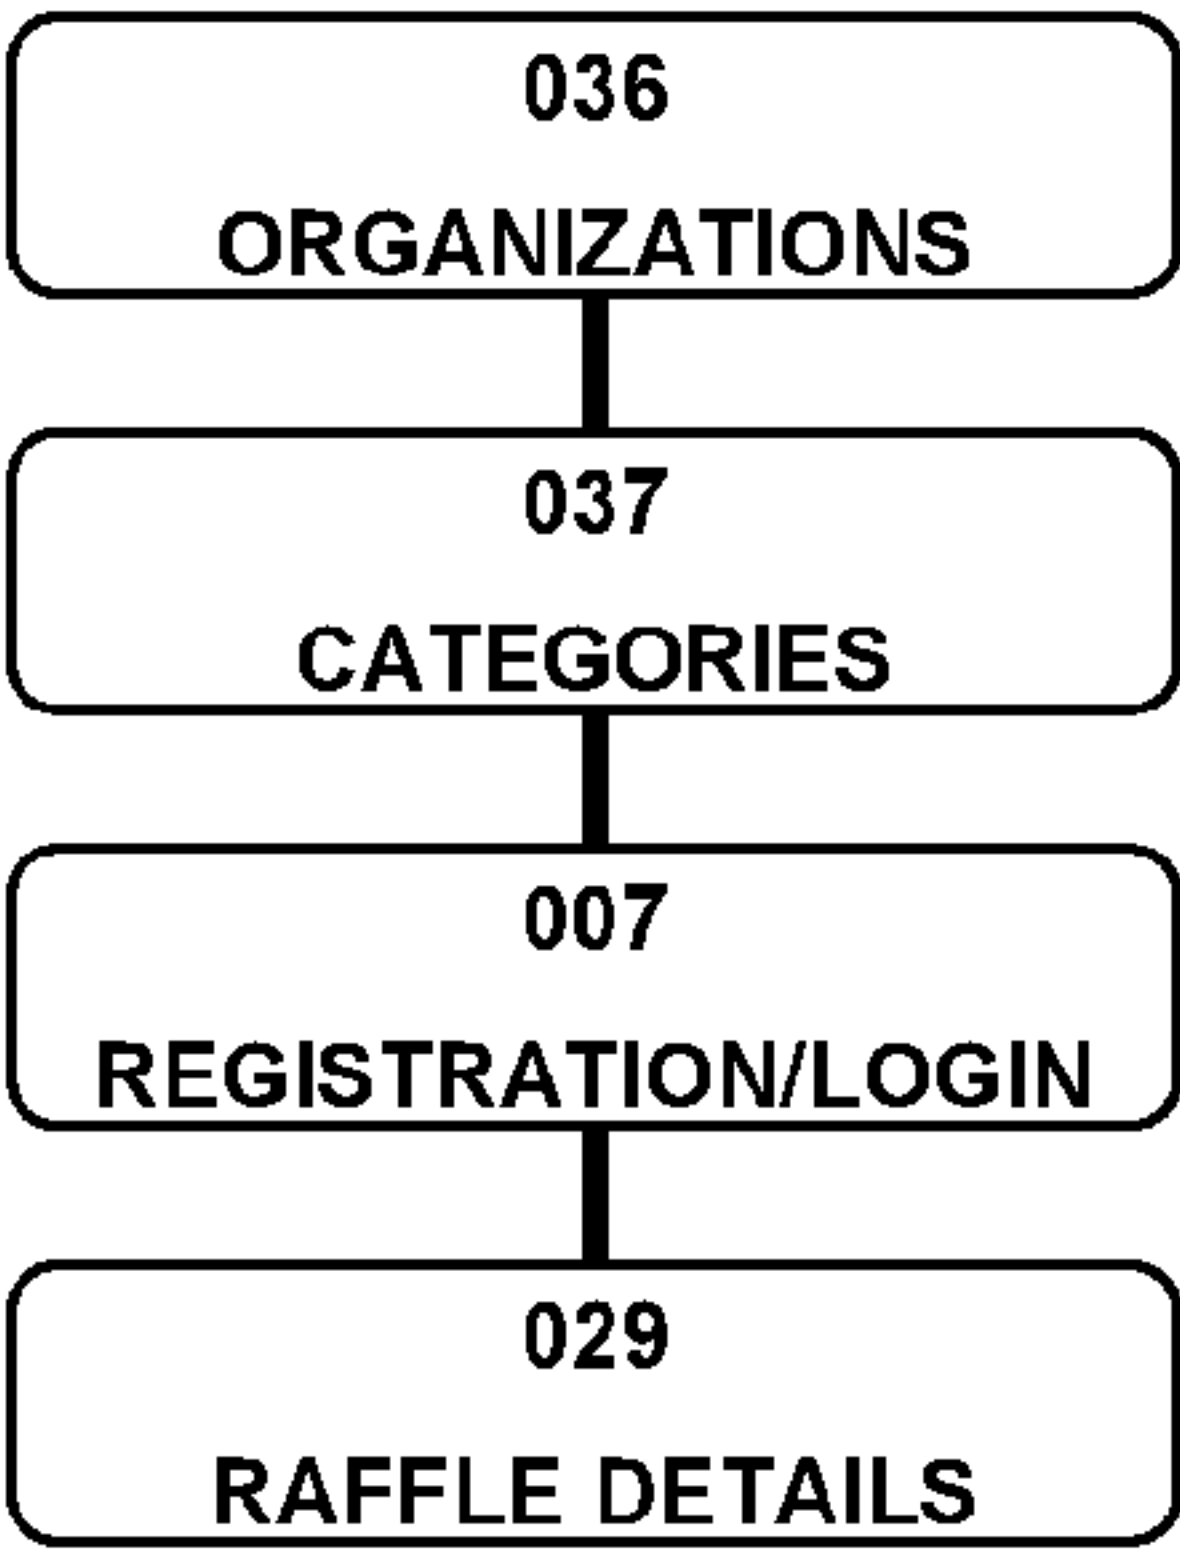 036
ORGANIZATIONS
037
CATEGORIES
007
REGISTRATION/LOGIN
029
RAFFLE DETAILS